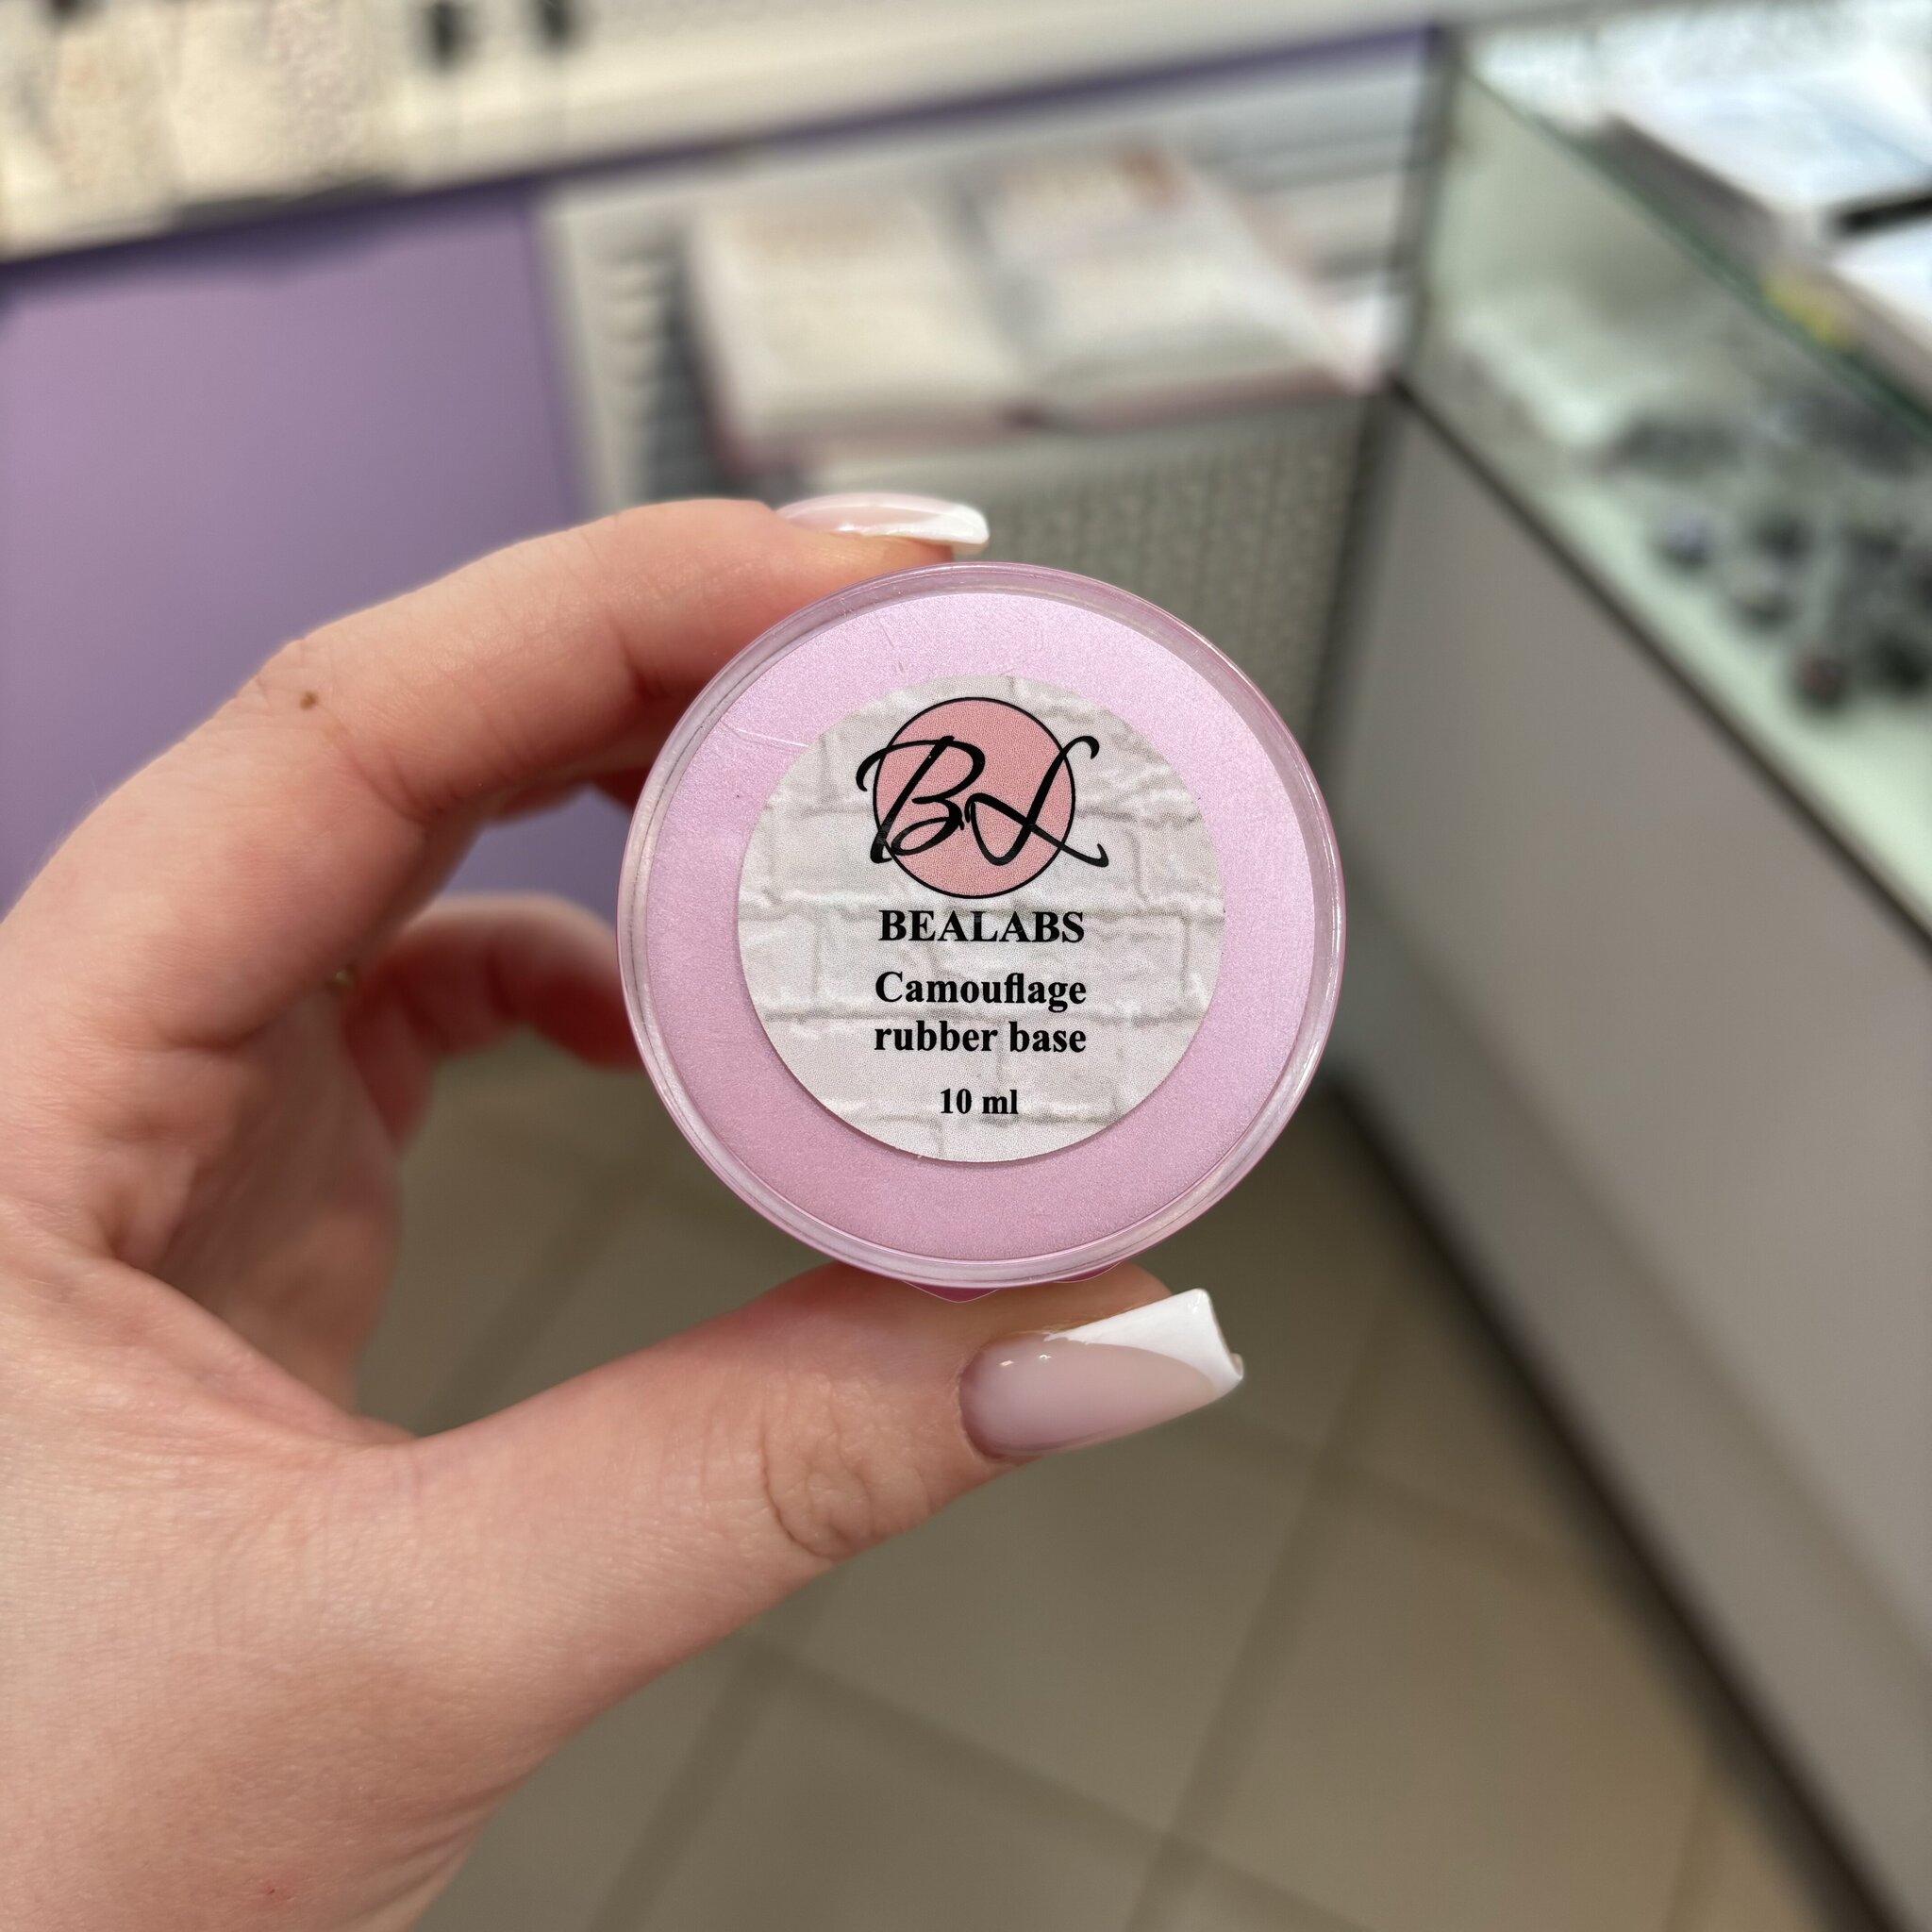 BL
BEALABS
Camouflage
rubber base
10 ml